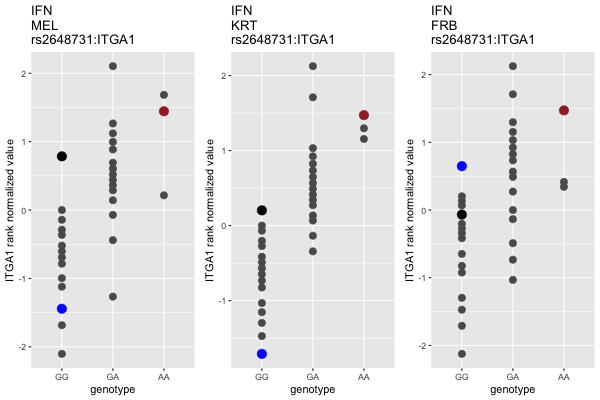 IFN
MEL
rs2648731:ITGA1
ITGA1 rank normalized value
2
1
0
-1
-2
GG GA AA
genotype
IFN
KRT
rs2648731:ITGA1
ITGA1 rank normalized value
2
1
0
-1
GG GA AA
genotype
IFN
FRB
rs2648731:ITGA1
ITGA1 rank normalized value
2
1
0
-1
-2
GG GA AA
genotype